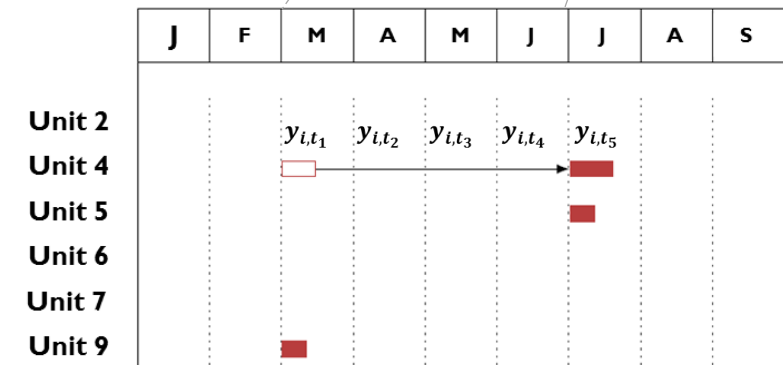 J F M A M J J A S
Unit 2
y_{i,t_1} y_{i,t_2} y_{i,t_3} y_{i,t_4} y_{i,t_5}
Unit 4
Unit 5
Unit 6
Unit 7
Unit 9